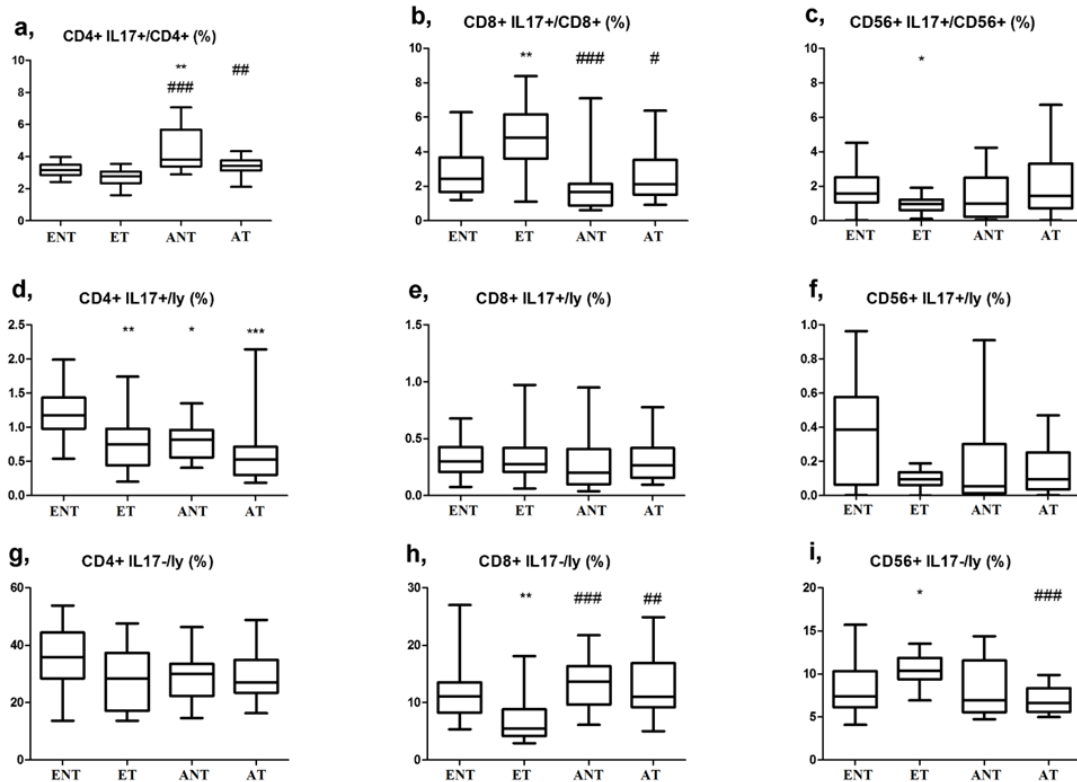 a,
CD4+ IL17+/CD4+ (%)
10
8
6
4
2
0
**
###
##
ENT ET ANT AT
b,
CD8+ IL17+/CD8+ (%)
10
8
6
4
2
0
** ### #
ENT ET ANT AT
c,
CD56+ IL17+/CD56+ (%)
10
8
6
4
2
0
*
ENT ET ANT AT
d,
CD4+ IL17+/ly (%)
2.5
2.0
1.5
1.0
0.5
0.0
** * ***
ENT ET ANT AT
e,
CD8+ IL17+/ly (%)
1.5
1.0
0.5
0.0
ENT ET ANT AT
f,
CD56+ IL17+/ly (%)
1.0
0.8
0.6
0.4
0.2
0.0
ENT ET ANT AT
g,
CD4+ IL17-/ly (%)
60
40
20
0
ENT ET ANT AT
h,
CD8+ IL17-/ly (%)
30
20
10
0
** ### ##
ENT ET ANT AT
i,
CD56+ IL17-/ly (%)
20
15
10
5
0
* ###
ENT ET ANT AT